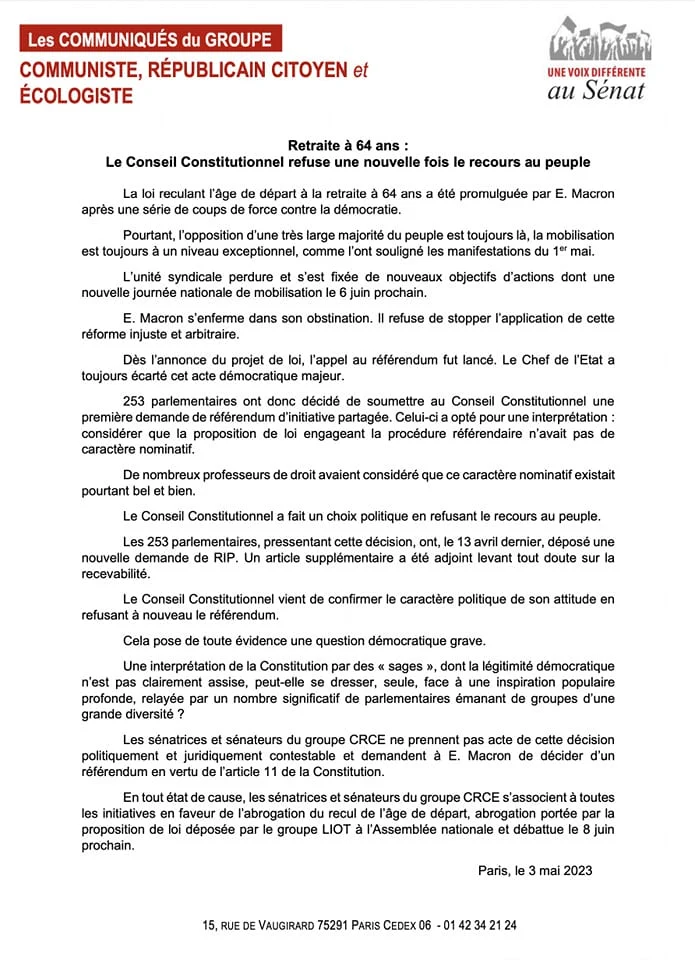 Les COMMUNIQUÉS du GROUPE
COMMUNISTE, RÉPUBLICAIN CITOYEN et
ÉCOLOGISTE
UNE VOIX DIFFÉRENTE
au Sénat
Retraite à 64 ans :
Le Conseil Constitutionnel refuse une nouvelle fois le recours au peuple
La loi reculant l’âge de départ à la retraite à 64 ans a été promulguée par E. Macron
après une série de coups de force contre la démocratie.
Pourtant, l’opposition d’une très large majorité du peuple est toujours là, la mobilisation
est toujours à un niveau exceptionnel, comme l’ont souligné les manifestations du 1er mai.
L’unité syndicale perdure et s’est fixée de nouveaux objectifs d’actions dont une
nouvelle journée nationale de mobilisation le 6 juin prochain.
E. Macron s’enferme dans son obstination. Il refuse de stopper l’application de cette
réforme injuste et arbitraire.
Dès l’annonce du projet de loi, l’appel au référendum fut lancé. Le Chef de l’Etat a
toujours écarté cet acte démocratique majeur.
253 parlementaires ont donc décidé de soumettre au Conseil Constitutionnel une
première demande de référendum d’initiative partagée. Celui-ci a opté pour une interprétation :
considérer que la proposition de loi engageant la procédure référendaire n’avait pas de
caractère nominatif.
De nombreux professeurs de droit avaient considéré que ce caractère nominatif existait
pourtant bel et bien.
Le Conseil Constitutionnel a fait un choix politique en refusant le recours au peuple.
Les 253 parlementaires, pressentant cette décision, ont, le 13 avril dernier, déposé une
nouvelle demande de RIP. Un article supplémentaire a été adjoint levant tout doute sur la
recevabilité.
Le Conseil Constitutionnel vient de confirmer le caractère politique de son attitude en
refusant à nouveau le référendum.
Cela pose de toute évidence une question démocratique grave.
Une interprétation de la Constitution par des « sages », dont la légitimité démocratique
n’est pas clairement assise, peut-elle se dresser, seule, face à une inspiration populaire
profonde, relayée par un nombre significatif de parlementaires émanant de groupes d’une
grande diversité ?
Les sénatrices et sénateurs du groupe CRCE ne prennent pas acte de cette décision
politiquement et juridiquement contestable et demandent à E. Macron de décider d’un
référendum en vertu de l’article 11 de la Constitution.
En tout état de cause, les sénatrices et sénateurs du groupe CRCE s’associent à toutes
les initiatives en faveur de l’abrogation du recul de l’âge de départ, abrogation portée par la
proposition de loi déposée par le groupe LIOT à l’Assemblée nationale et débattue le 8 juin
prochain.
Paris, le 3 mai 2023
15, RUE DE VAUGIRARD 75291 PARIS CEDEX 06 - 01 42 34 21 24